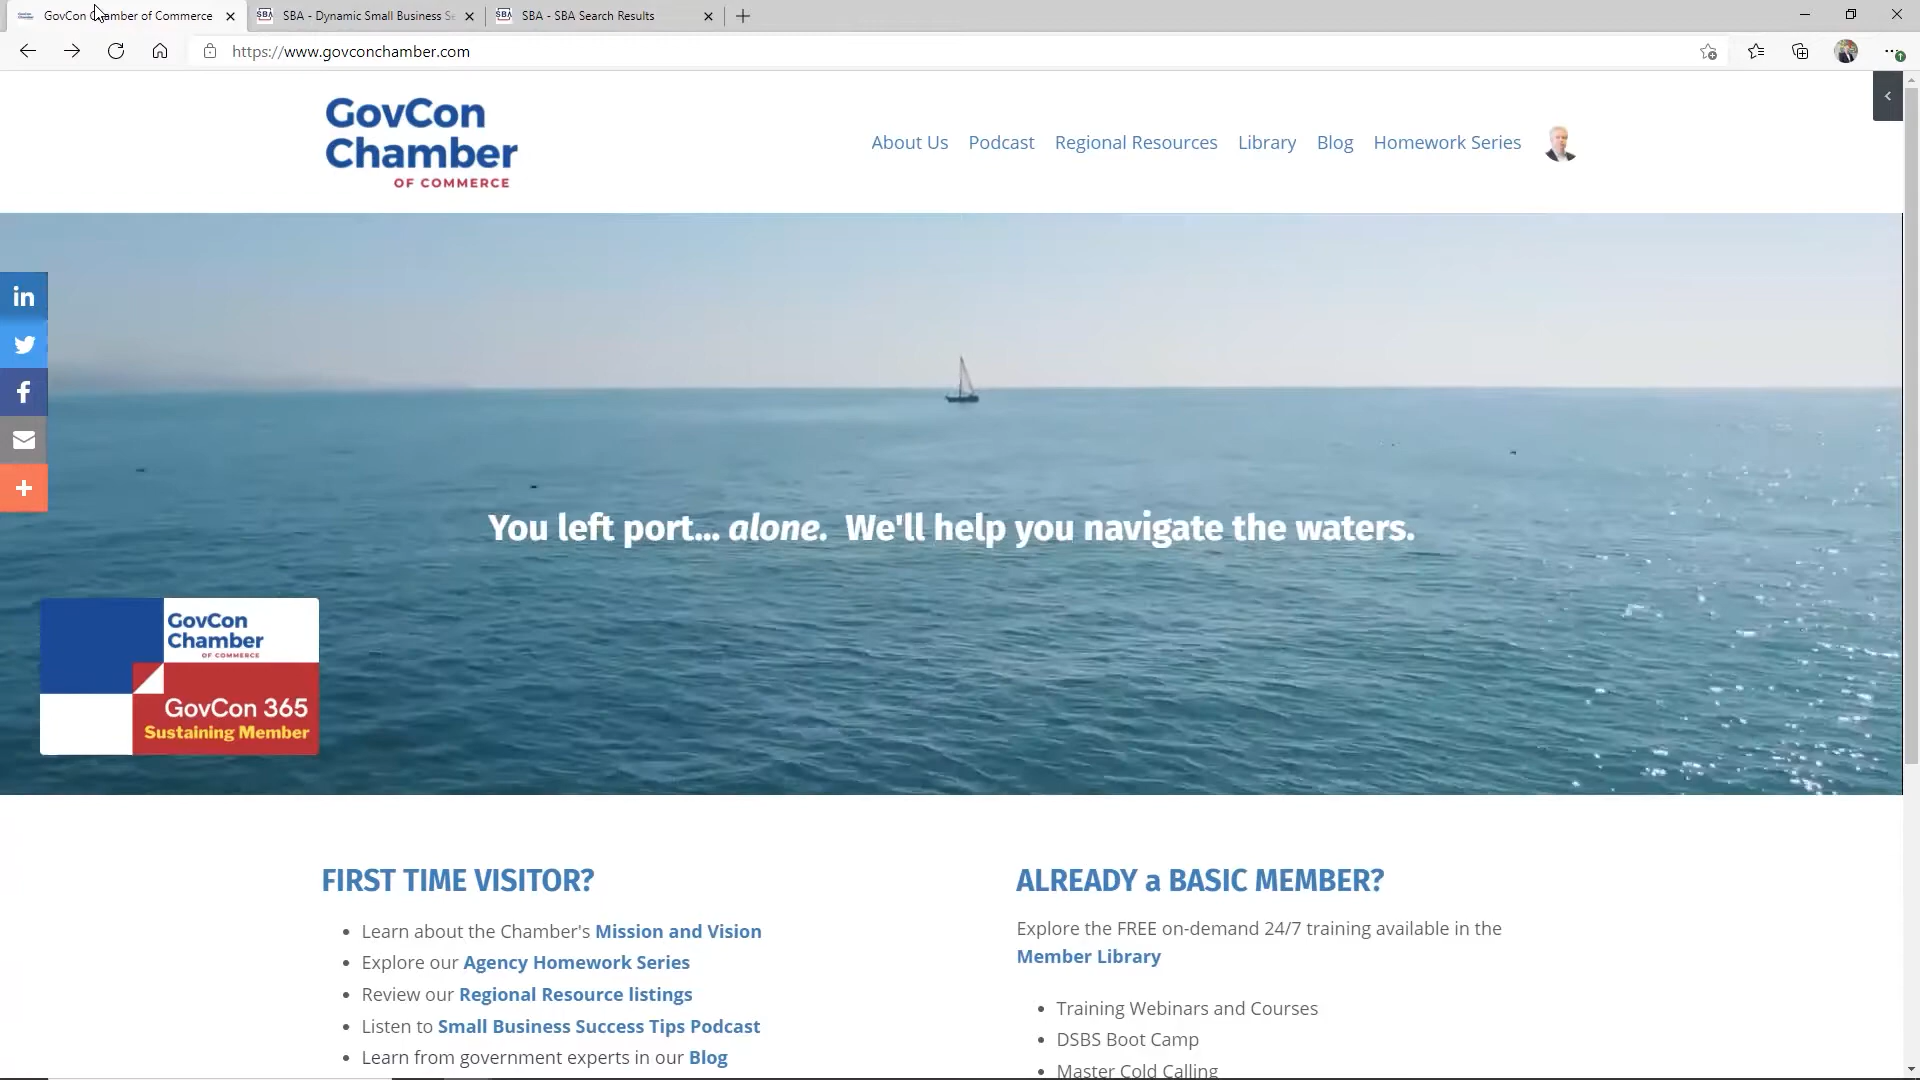 GovCon Chamber of Commerce
SBA - Dynamic Small Business Se
SBA - SBA Search Results
https://www.govconchamber.com
GovCon
Chamber
OF COMMERCE
About Us Podcast Regional Resources Library Blog Homework Series
in
You left port... alone. We'll help you navigate the waters.
GovCon
Chamber
OF COMMERCE
GovCon 365
Sustaining Member
FIRST TIME VISITOR?
• Learn about the Chamber's Mission and Vision
• Explore our Agency Homework Series
• Review our Regional Resource listings
• Listen to Small Business Success Tips Podcast
• Learn from government experts in our Blog
ALREADY a BASIC MEMBER?
Explore the FREE on-demand 24/7 training available in the
Member Library
• Training Webinars and Courses
• DSBS Boot Camp
• Master Cold Calling